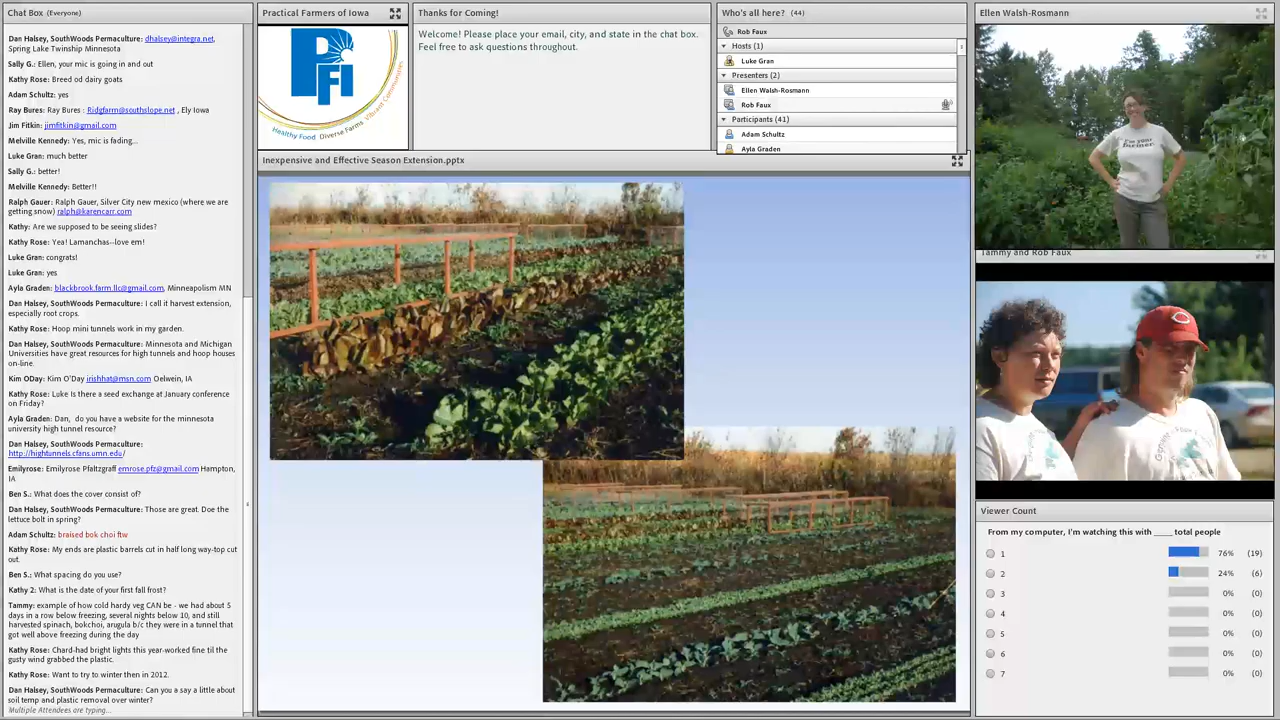 Chat Box (Everyone)
Dan Halsey, SouthWoods Permaculture: dhalsey@integra.net,
Spring Lake Twinship Minnesota
Sally G.: Ellen, your mic is going in and out
Kathy Rose: Breed od dairy goats
Adam Schultz: yes
Ray Bures: Ray Bures : Ridgfarm@southslope.net , Ely Iowa
Jim Fitkin: jimfitkin@gmail.com
Melville Kennedy: Yes, mic is fading...
Luke Gran: much better
Sally G.: better!
Melville Kennedy: Better!!
Ralph Gauer: Ralph Gauer, Silver City new mexico (where we are
getting snow) ralph@karencarr.com
Kathy: Are we supposed to be seeing slides?
Kathy Rose: Yea! Lamanchas--love em!
Luke Gran: congrats!
Luke Gran: yes
Ayla Graden: blackbrook.farm.llc@gmail.com, Minneapolism MN
Dan Halsey, SouthWoods Permaculture: I call it harvest extension,
especially root crops.
Kathy Rose: Hoop mini tunnels work in my garden.
Dan Halsey, SouthWoods Permaculture: Minnesota and Michigan
Universities have great resources for high tunnels and hoop houses
on-line.
Kim ODay: Kim O'Day irishhat@msn.com Oelwein, IA
Kathy Rose: Luke Is there a seed exchange at January conference
on Friday?
Ayla Graden: Dan, do you have a website for the minnesota
university high tunnel resource?
Dan Halsey, SouthWoods Permaculture:
http://hightunnels.cfans.umn.edu/
Emilyrose: Emilyrose Pfaltzgraff emrose.pfz@gmail.com Hampton,
IA
Ben S.: What does the cover consist of?
Dan Halsey, SouthWoods Permaculture: Those are great. Doe the
lettuce bolt in spring?
Adam Schultz: braised bok choi ftw
Kathy Rose: My ends are plastic barrels cut in half long way-top cut
out.
Ben S.: What spacing do you use?
Kathy 2: What is the date of your first fall frost?
Tammy: example of how cold hardy veg CAN be - we had about 5
days in a row below freezing, several nights below 10, and still
harvested spinach, bokchoi, arugula b/c they were in a tunnel that
got well above freezing during the day
Kathy Rose: Chard-had bright lights this year-worked fine til the
gusty wind grabbed the plastic.
Kathy Rose: Want to try to winter then in 2012.
Dan Halsey, SouthWoods Permaculture: Can you a say a little about
soil temp and plastic removal over winter?
Multiple Attendees are typing...
Practical Farmers of Iowa
PFI
Healthy Food Diverse Farms Vibrant Communities
Thanks for Coming!
Welcome! Please place your email, city, and state in the chat box.
Feel free to ask questions throughout.
Who's all here? (44)
Rob Faux
Hosts (1)
Luke Gran
Presenters (2)
Ellen Walsh-Rosmann
Rob Faux
Participants (41)
Adam Schultz
Ayla Graden
Inexpensive and Effective Season Extension.pptx
Ellen Walsh-Rosmann
Tammy and Rob Faux
Viewer Count
From my computer, I'm watching this with ____ total people
1 76% (19)
2 24% (6)
3 0% (0)
4 0% (0)
5 0% (0)
6 0% (0)
7 0% (0)